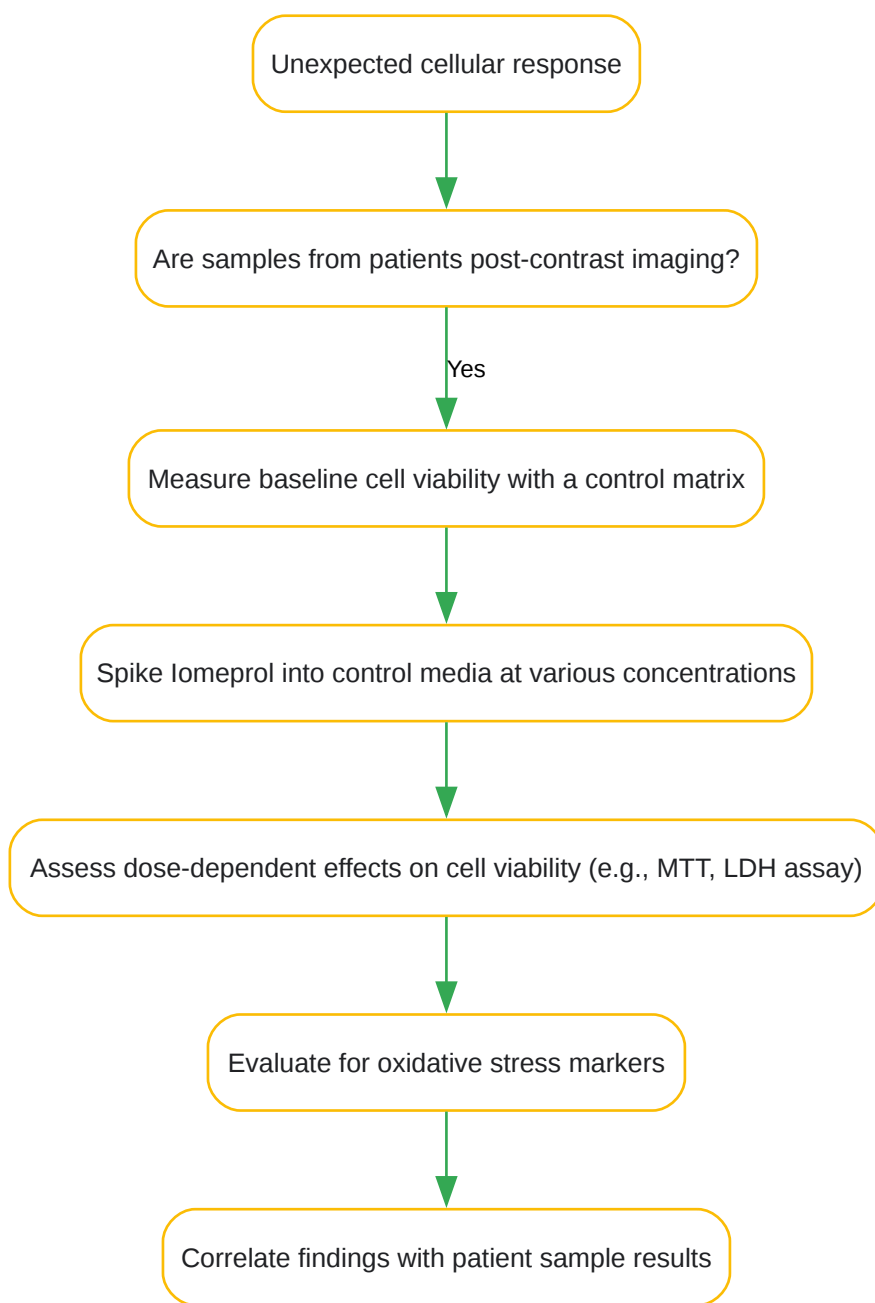 Unexpected cellular response
Are samples from patients post-contrast imaging?
Yes
Measure baseline cell viability with a control matrix
Spike Iomeprol into control media at various concentrations
Assess dose-dependent effects on cell viability (e.g., MTT, LDH assay)
Evaluate for oxidative stress markers
Correlate findings with patient sample results